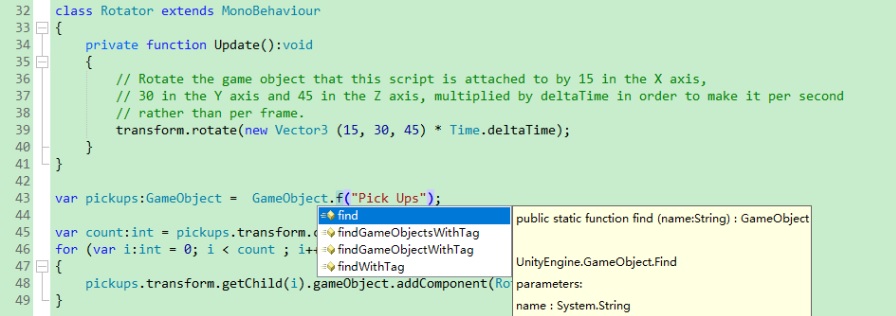 32 class Rotator extends MonoBehaviour
33 {
34 private function Update():void
35 {
36 // Rotate the game object that this script is attached to by 15 in the X axis,
37 // 30 in the Y axis and 45 in the Z axis, multiplied by deltaTime in order to make it per second
38 // rather than per frame.
39 transform.rotate(new Vector3 (15, 30, 45) * Time.deltaTime);
40 }
41 }
42
43 var pickups:GameObject = GameObject.f("Pick Ups");
44
45 var count:int = pickups.transform.c
46 for (var i:int = 0; i < count ; i++
47 {
48 pickups.transform.getChild(i).gameObject.addComponent(Ro
49 }
find
findGameObjectsWithTag
findGameObjectWithTag
findWithTag
public static function find (name:String) : GameObject
UnityEngine.GameObject.Find
parameters:
name : System.String